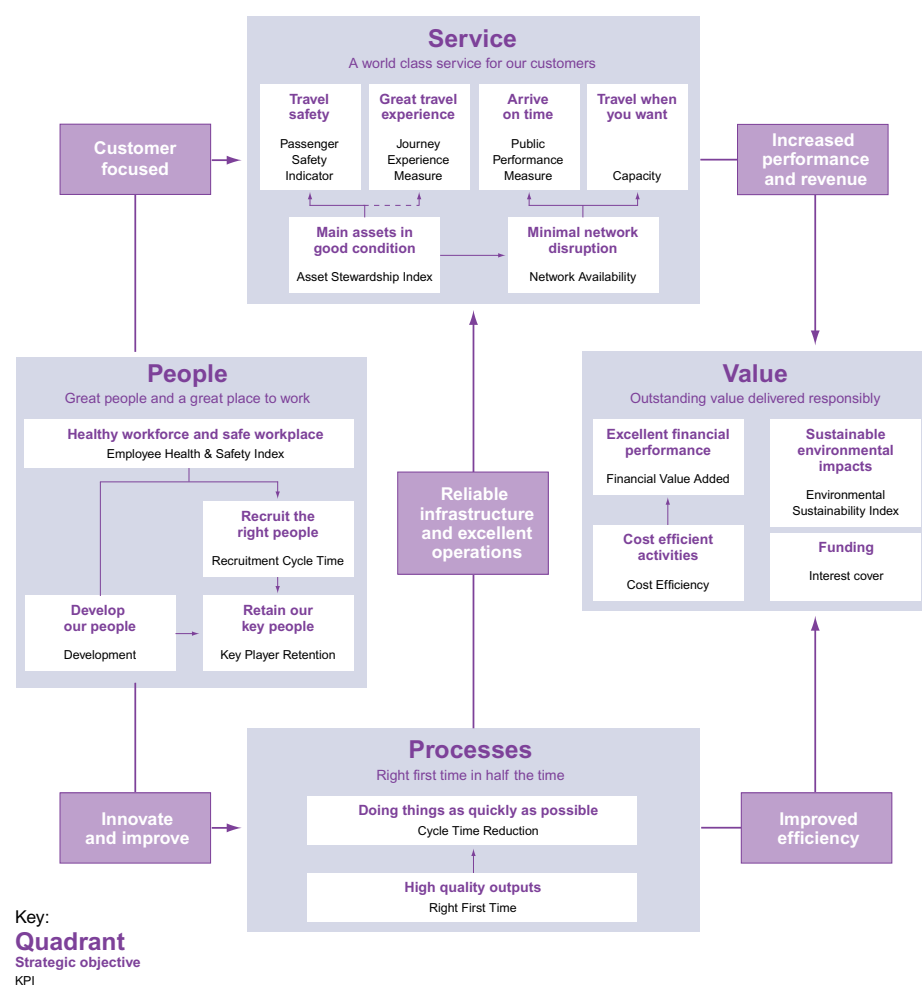 Service
A world class service for our customers
Travel
safety
Passenger
Safety
Indicator
Great travel
experience
Journey
Experience
Measure
Arrive
on time
Public
Performance
Measure
Travel when
you want
Capacity
Main assets in
good condition
Asset Stewardship Index
Minimal network
disruption
Network Availability
Customer
focused
Increased
performance
and revenue
People
Great people and a great place to work
Healthy workforce and safe workplace
Employee Health & Safety Index
Recruit the
right people
Recruitment Cycle Time
Develop
our people
Development
Retain our
key people
Key Player Retention
Reliable
infrastructure
and excellent
operations
Value
Outstanding value delivered responsibly
Excellent financial
performance
Financial Value Added
Sustainable
environmental
impacts
Environmental
Sustainability Index
Cost efficient
activities
Cost Efficiency
Funding
Interest cover
Innovate
and improve
Processes
Right first time in half the time
Doing things as quickly as possible
Cycle Time Reduction
High quality outputs
Right First Time
Improved
efficiency
Key:
Quadrant
Strategic objective
KPI